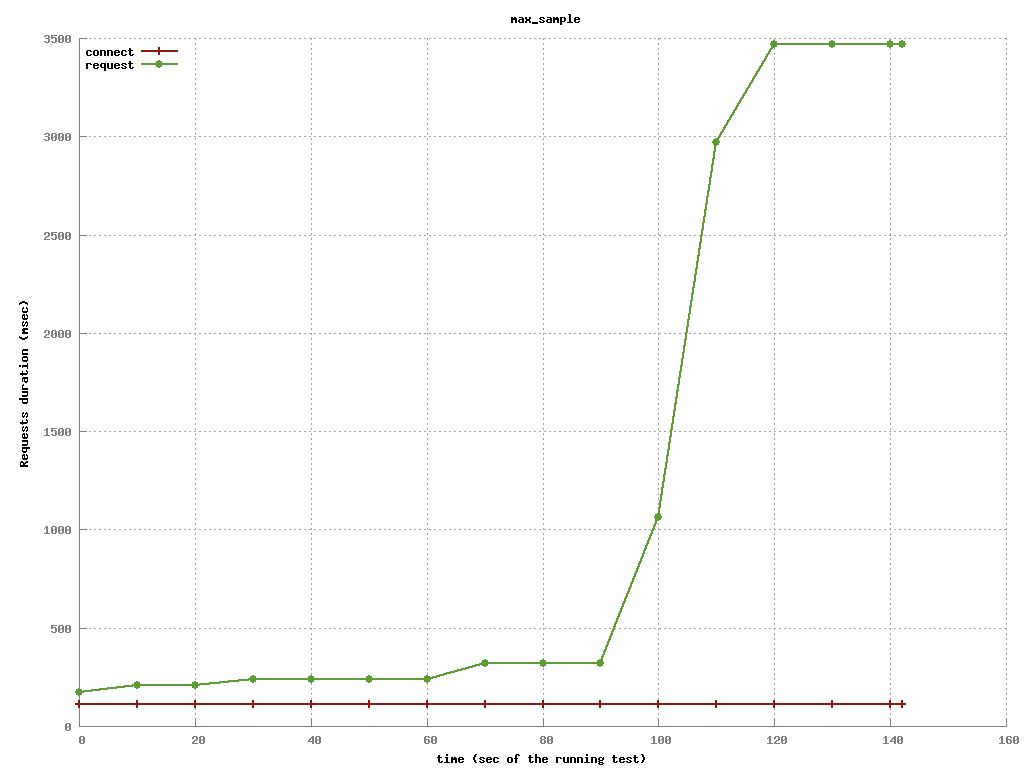 max_sample
connect
request
3500
3000
2500
2000
1500
1000
500
0
Requests duration (msec)
0 20 40 60 80 100 120 140 160
time (sec of the running test)